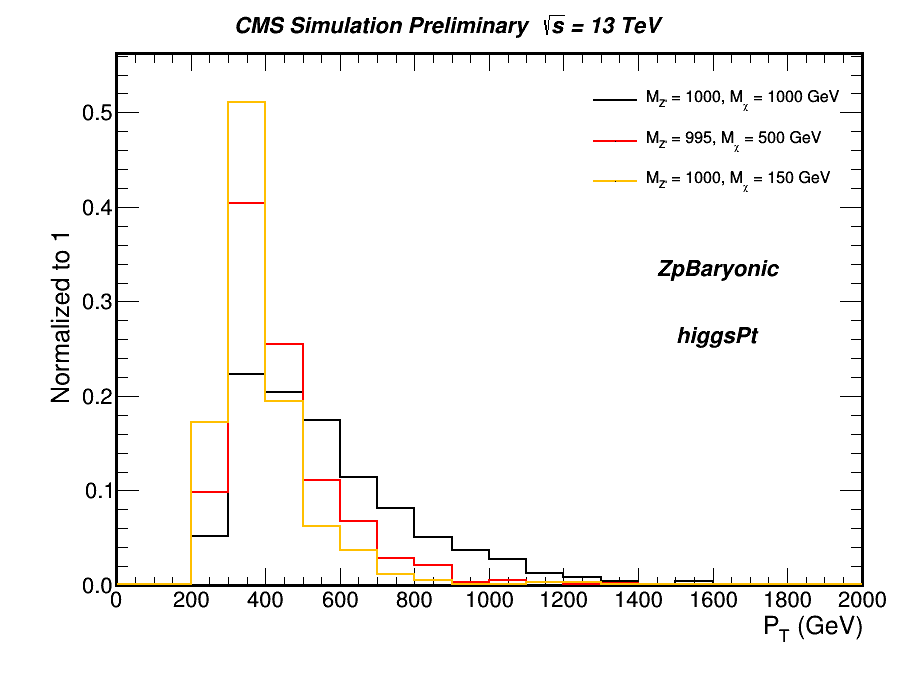 CMS Simulation Preliminary √s = 13 TeV
M_Z' = 1000, M_χ = 1000 GeV
M_Z' = 995, M_χ = 500 GeV
M_Z' = 1000, M_χ = 150 GeV
ZpBaryonic
higgsPt
Normalized to 1
0.5
0.4
0.3
0.2
0.1
0.0
0 200 400 600 800 1000 1200 1400 1600 1800 2000
P_T (GeV)